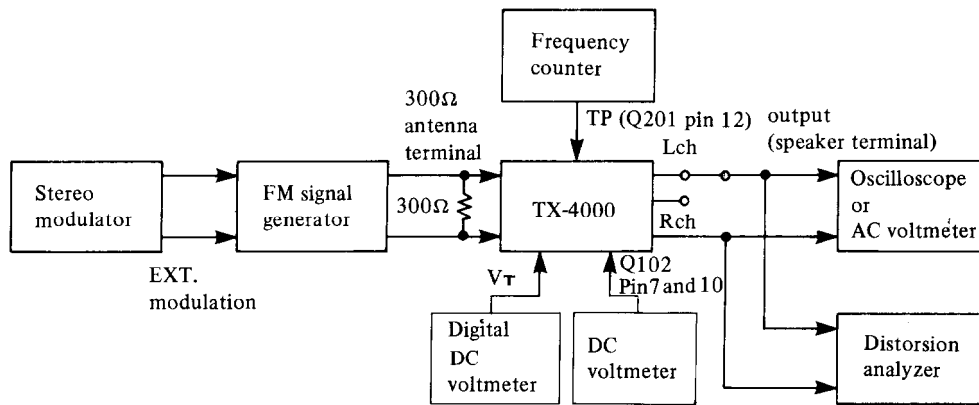 Frequency
counter
300Ω
antenna
terminal
TP (Q201 pin 12)
output
(speaker terminal)
Lch
Stereo
modulator
FM signal
generator
300Ω
TX-4000
Rch
Oscilloscope
or
AC voltmeter
EXT.
modulation
VT
Q102
Pin7 and 10
Digital
DC
voltmeter
DC
voltmeter
Distorsion
analyzer